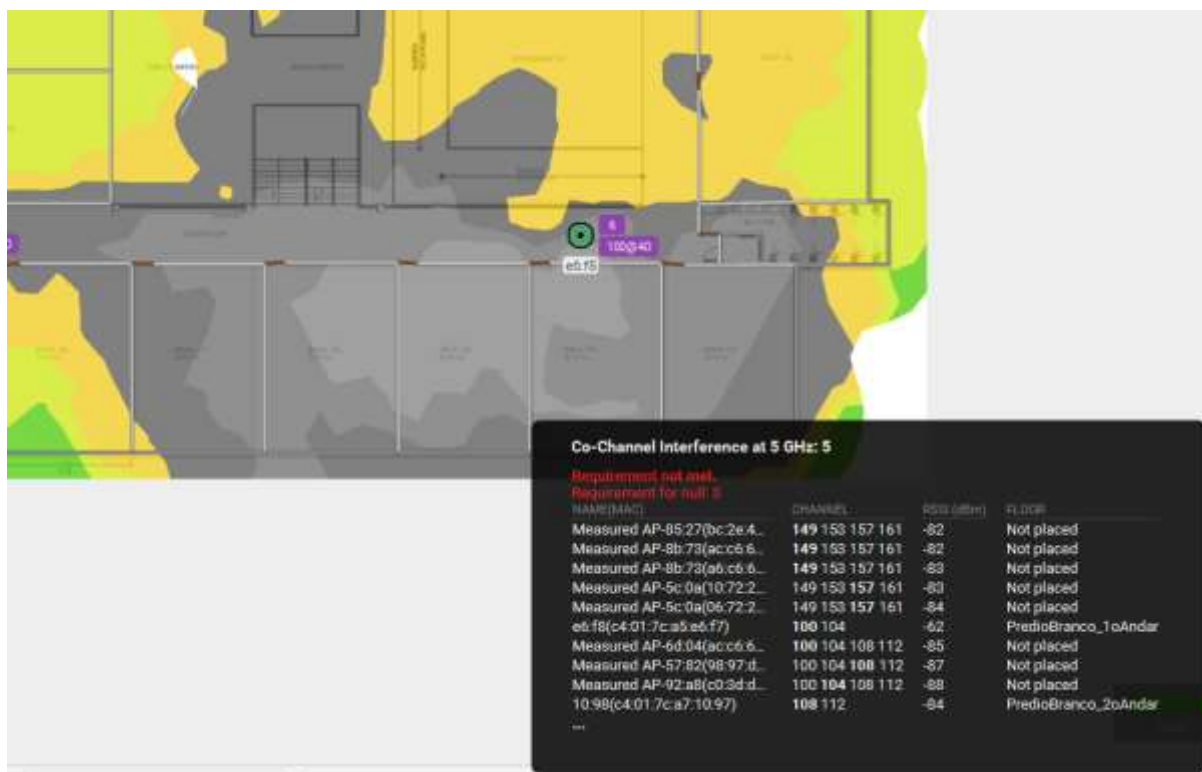 6
100@40
e6:f8
Co-Channel Interference at 5 GHz: 5
Requirement not met.
Requirement for null: 3
NAME(MAC) CHANNEL RSSI (dBm) FLOOR
Measured AP-85:27(bc:2e:4... 149 153 157 161 -82 Not placed
Measured AP-8b:73(ac:c6:6... 149 153 157 161 -82 Not placed
Measured AP-8b:73(a6:c6:6... 149 153 157 161 -83 Not placed
Measured AP-5c:0a(10:72:2... 149 153 157 161 -83 Not placed
Measured AP-5c:0a(06:72:2... 149 153 157 161 -84 Not placed
e6:f8(c4:01:7c:a5:e6:f7) 100 104 -62 PredioBranco_1oAndar
Measured AP-6d:04(ac:c6:6... 100 104 108 112 -85 Not placed
Measured AP-57:82(98:97:d... 100 104 108 112 -87 Not placed
Measured AP-92:a8(c0:3d:d... 100 104 108 112 -88 Not placed
10:98(c4:01:7c:a7:10:97) 108 112 -84 PredioBranco_2oAndar
...